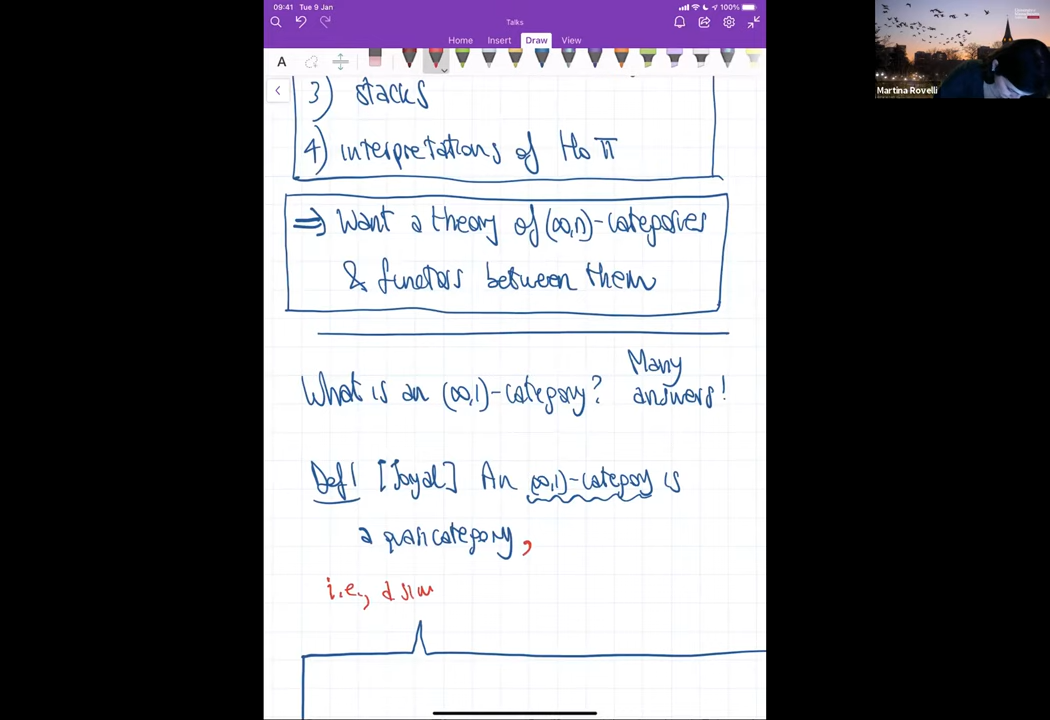 09:41 Tue 9 Jan
100%
Talks
Home Insert Draw View
A
3) stacks
4) interpretations of Ho Π
⇒ Want a theory of (∞,n)-categories
& functors between them
What is an (∞,1)-category? Many answers!
Def 1 [Joyal] An (∞,1)-category is
a quasicategory,
i.e., a sim
Martina Rovelli